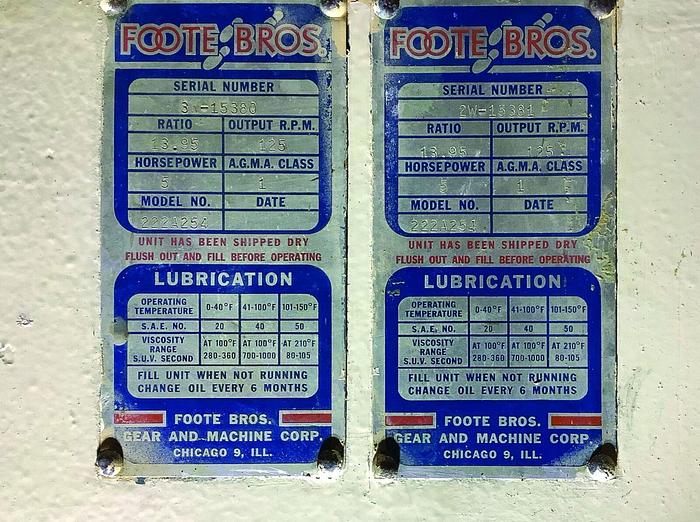 FOOTE BROS.
SERIAL NUMBER
-15380
RATIO OUTPUT R.P.M.
13.95 125
HORSEPOWER A.G.M.A. CLASS
5 1
MODEL NO. DATE
222A254
UNIT HAS BEEN SHIPPED DRY
FLUSH OUT AND FILL BEFORE OPERATING
LUBRICATION
OPERATING TEMPERATURE 0-40°F 41-100°F 101-150°F
S.A.E. NO. 20 40 50
VISCOSITY AT 100°F AT 100°F AT 210°F
RANGE
S.U.V. SECOND 280-360 700-1000 80-105
FILL UNIT WHEN NOT RUNNING
CHANGE OIL EVERY 6 MONTHS
FOOTE BROS.
GEAR AND MACHINE CORP.
CHICAGO 9, ILL.
FOOTE BROS.
SERIAL NUMBER
2W-15381
RATIO OUTPUT R.P.M.
13.95 125
HORSEPOWER A.G.M.A. CLASS
5 1
MODEL NO. DATE
222A254
UNIT HAS BEEN SHIPPED DRY
FLUSH OUT AND FILL BEFORE OPERATING
LUBRICATION
OPERATING TEMPERATURE 0-40°F 41-100°F 101-150°F
S.A.E. NO. 20 40 50
VISCOSITY AT 100°F AT 100°F AT 210°F
RANGE
S.U.V. SECOND 280-360 700-1000 80-105
FILL UNIT WHEN NOT RUNNING
CHANGE OIL EVERY 6 MONTHS
FOOTE BROS.
GEAR AND MACHINE CORP.
CHICAGO 9, ILL.